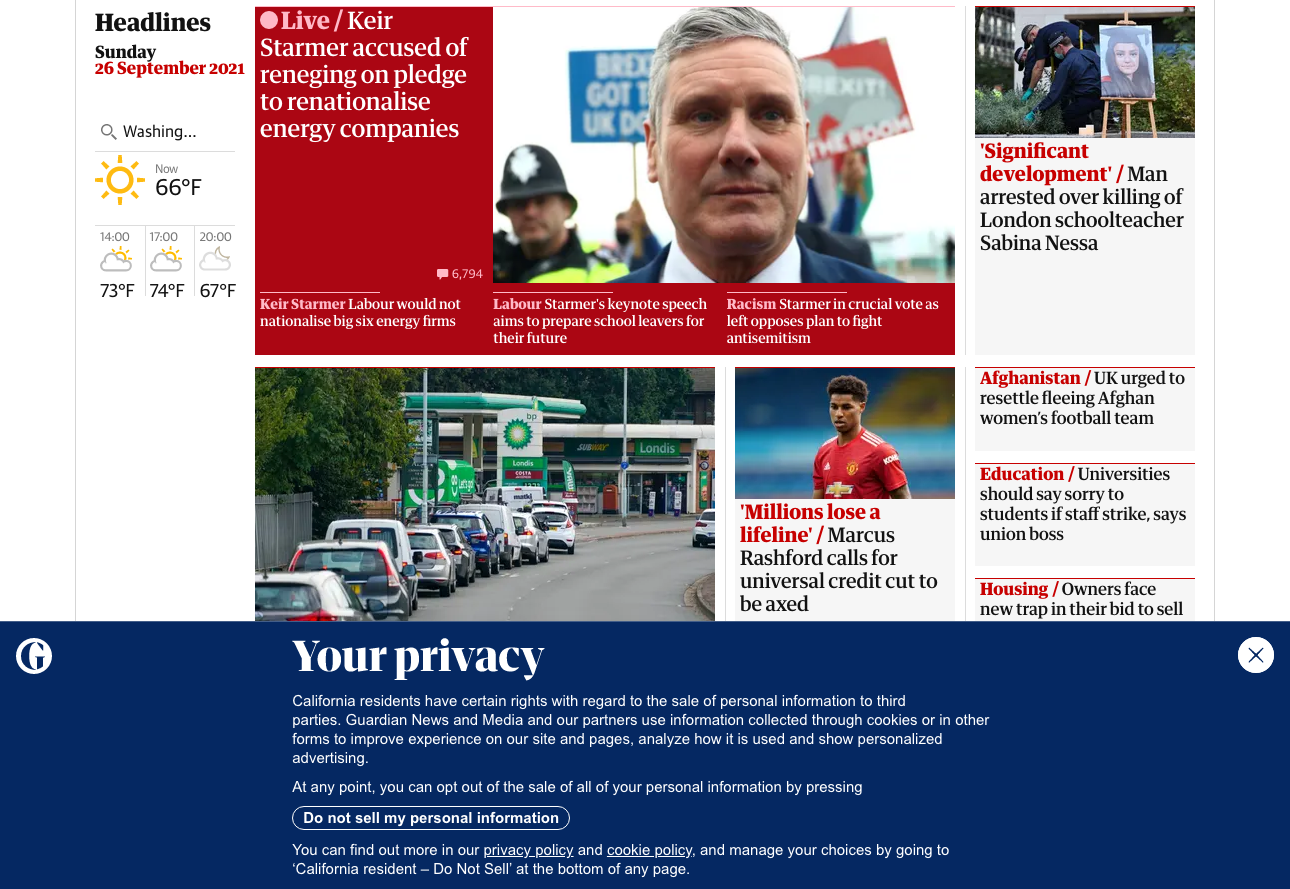 Headlines
Sunday
26 September 2021
Washing...
Now
66°F
14:00
17:00
20:00
73°F
74°F
67°F
Live / Keir
Starmer accused of
reneging on pledge
to renationalise
energy companies
6,794
BREX
GOT
UK
BREXIT!
THE ROOM
Keir Starmer Labour would not
nationalise big six energy firms
Labour Starmer's keynote speech
aims to prepare school leavers for
their future
Racism Starmer in crucial vote as
left opposes plan to fight
antisemitism
'Significant
development' / Man
arrested over killing of
London schoolteacher
Sabina Nessa
bp
SUBWAY
Londis
Londis
COSTA
'Millions lose a
lifeline' / Marcus
Rashford calls for
universal credit cut to
be axed
Afghanistan / UK urged to
resettle fleeing Afghan
women's football team
Education / Universities
should say sorry to
students if staff strike, says
union boss
Housing / Owners face
new trap in their bid to sell
Your privacy
California residents have certain rights with regard to the sale of personal information to third
parties. Guardian News and Media and our partners use information collected through cookies or in other
forms to improve experience on our site and pages, analyze how it is used and show personalized
advertising.
At any point, you can opt out of the sale of all of your personal information by pressing
Do not sell my personal information
You can find out more in our privacy policy and cookie policy, and manage your choices by going to
‘California resident – Do Not Sell’ at the bottom of any page.